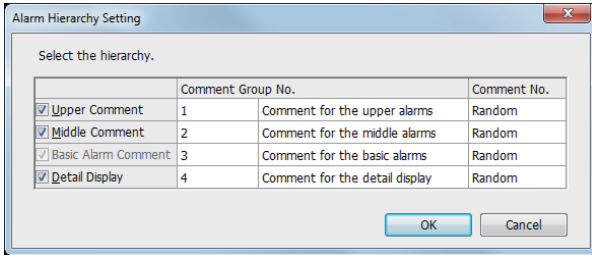 Alarm Hierarchy Setting
Select the hierarchy.
Comment Group No. Comment No.
Upper Comment 1 Comment for the upper alarms Random
Middle Comment 2 Comment for the middle alarms Random
Basic Alarm Comment 3 Comment for the basic alarms Random
Detail Display 4 Comment for the detail display Random
OK Cancel